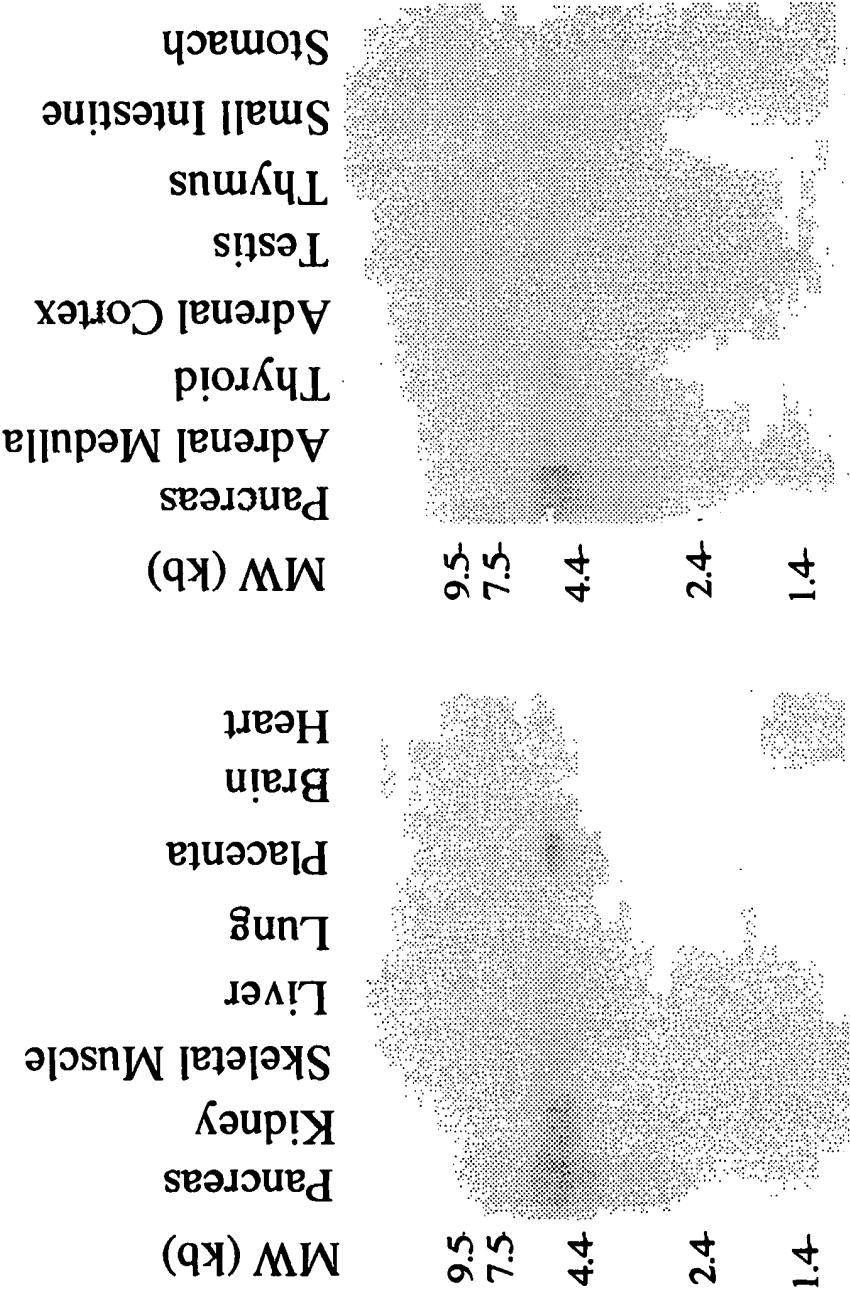 Stomach
Small Intestine
Thymus
Testis
Adrenal Cortex
Thyroid
Adrenal Medulla
Pancreas
MW (kb)
9.5-
7.5-
4.4-
2.4-
1.4-
Heart
Brain
Placenta
Lung
Liver
Skeletal Muscle
Kidney
Pancreas
MW (kb)
9.5-
7.5-
4.4-
2.4-
1.4-